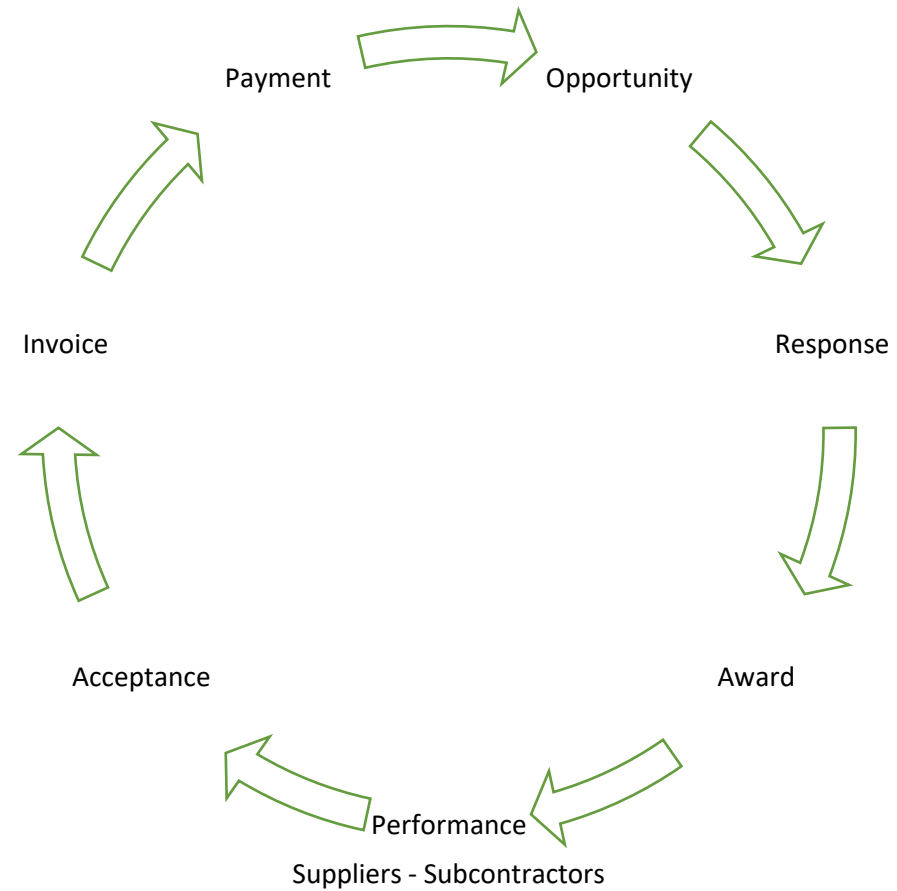 Payment
Opportunity
Invoice
Response
Acceptance
Award
Performance
Suppliers - Subcontractors